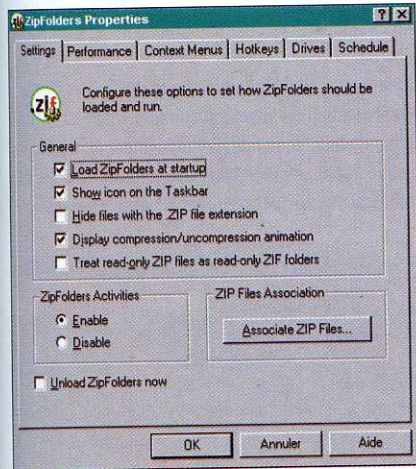 ZipFolders Properties
Settings Performance Context Menus Hotkeys Drives Schedule
zif
Configure these options to set how ZipFolders should be
loaded and run.
General
Load ZipFolders at startup
Show icon on the Taskbar
Hide files with the .ZIP file extension
Display compression/uncompression animation
Treat read-only ZIP files as read-only ZIF folders
ZipFolders Activities
Enable
Disable
ZIP Files Association
Associate ZIP Files...
Unload ZipFolders now
OK Annuler Aide